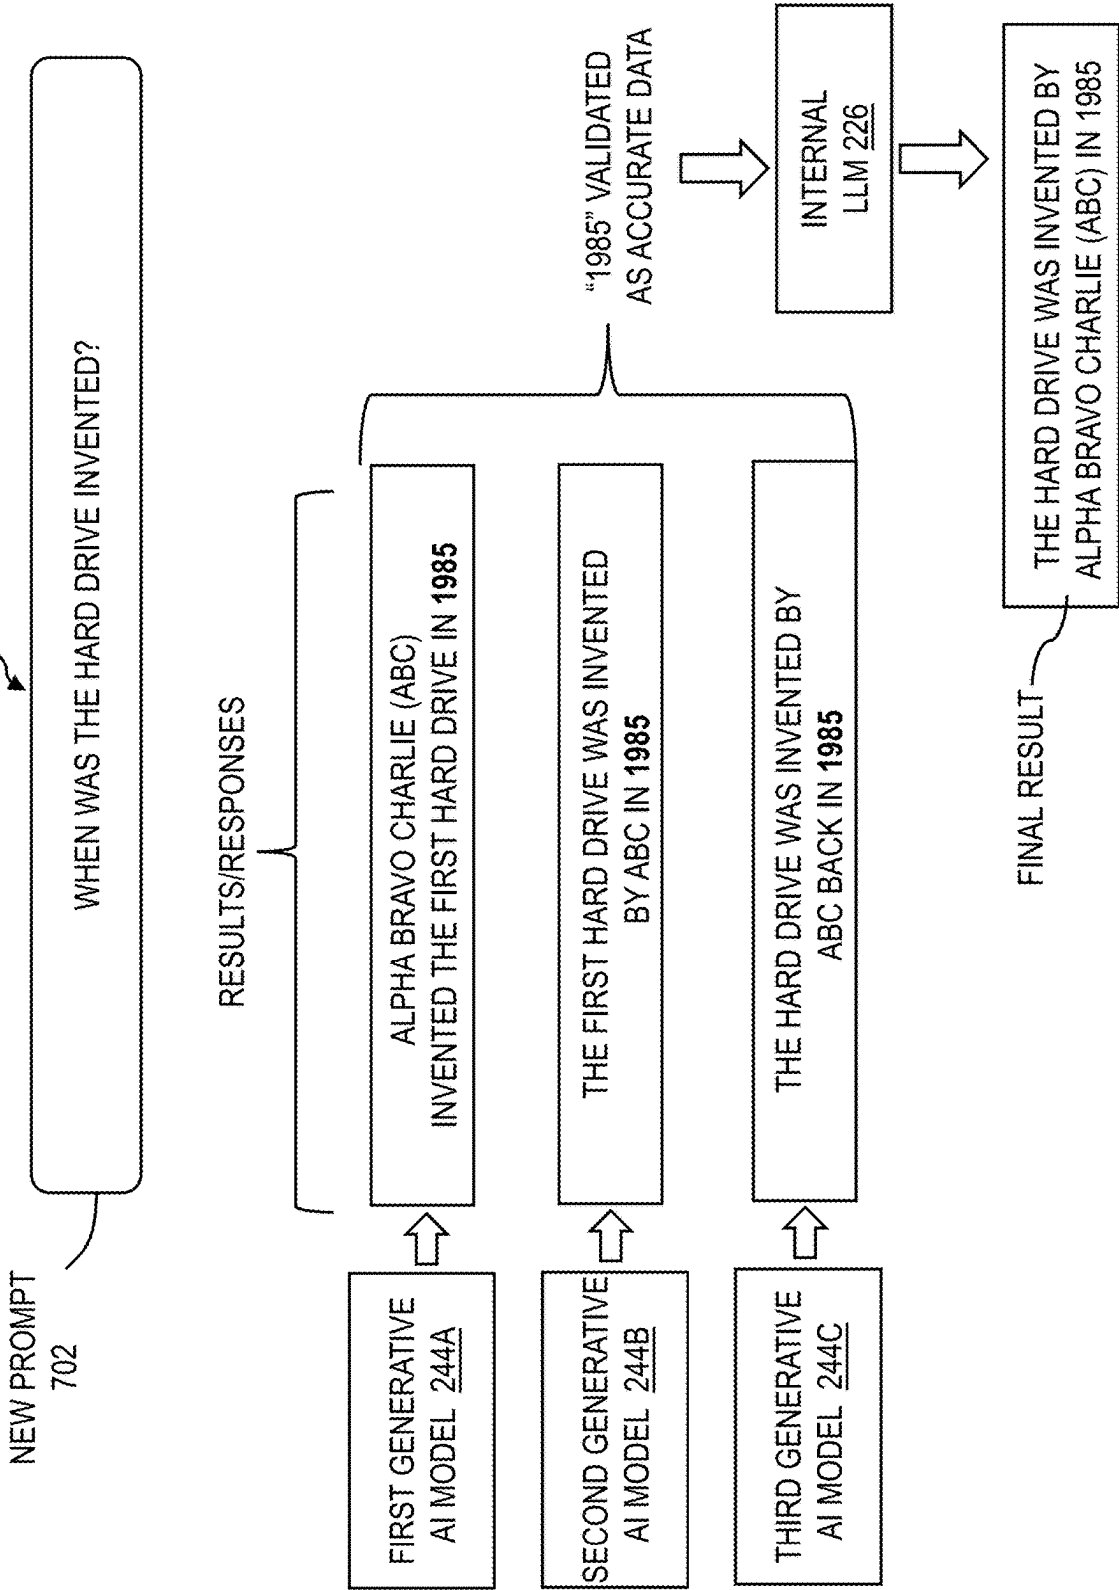 NEW PROMPT
702
WHEN WAS THE HARD DRIVE INVENTED?
RESULTS/RESPONSES
FIRST GENERATIVE
AI MODEL 244A
ALPHA BRAVO CHARLIE (ABC)
INVENTED THE FIRST HARD DRIVE IN 1985
SECOND GENERATIVE
AI MODEL 244B
THE FIRST HARD DRIVE WAS INVENTED
BY ABC IN 1985
THIRD GENERATIVE
AI MODEL 244C
THE HARD DRIVE WAS INVENTED BY
ABC BACK IN 1985
“1985” VALIDATED
AS ACCURATE DATA
INTERNAL
LLM 226
FINAL RESULT
THE HARD DRIVE WAS INVENTED BY
ALPHA BRAVO CHARLIE (ABC) IN 1985